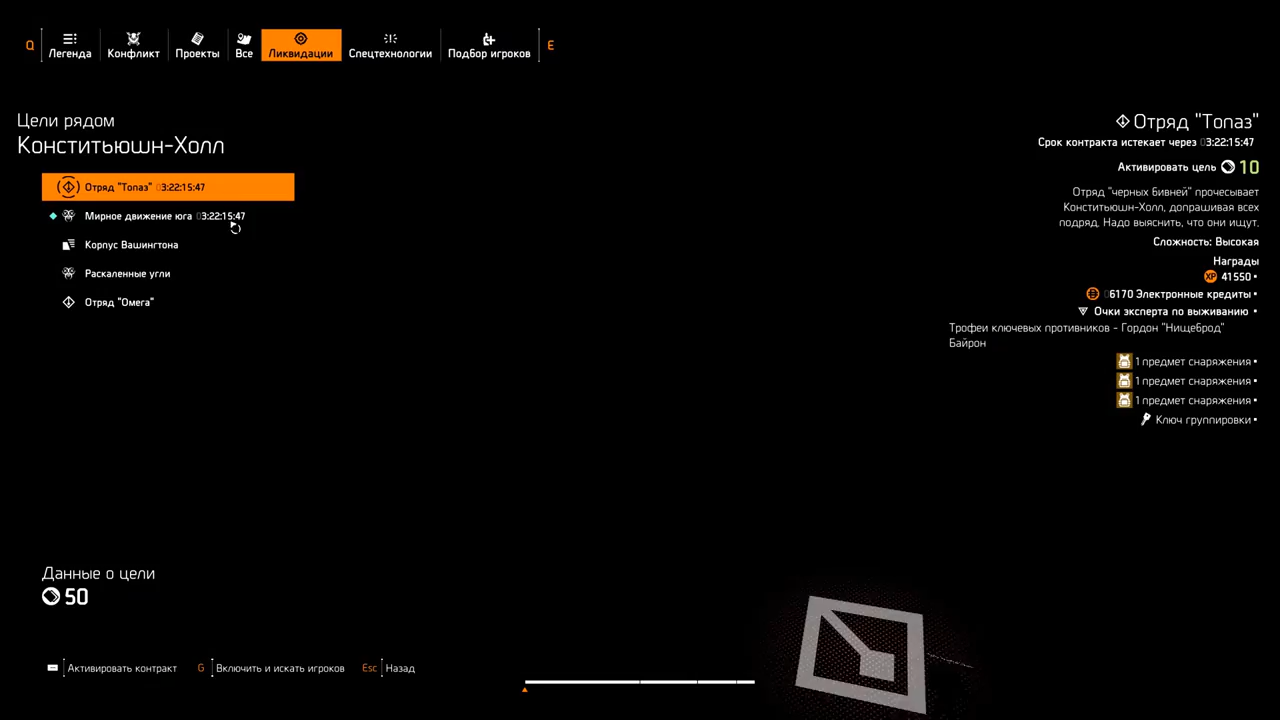 Q
Легенда
Конфликт
Проекты
Все
Ликвидации
Спецтехнологии
Подбор игроков
E
Цели рядом
Конститьюшн-Холл
Отряд "Топаз" 03:22:15:47
Мирное движение юга 03:22:15:47
Корпус Вашингтона
Раскаленные угли
Отряд "Омега"
Отряд "Топаз"
Срок контракта истекает через 03:22:15:47
Активировать цель 10
Отряд "черных бивней" прочесывает
Конститьюшн-Холл, допрашивая всех
подряд. Надо выяснить, что они ищут.
Сложность: Высокая
Награды
XP 41550
06170 Электронные кредиты
Очки эксперта по выживанию
Трофеи ключевых противников - Гордон "Нищеброд"
Байрон
1 предмет снаряжения
1 предмет снаряжения
1 предмет снаряжения
Ключ группировки
Данные о цели
50
Активировать контракт
G Включить и искать игроков
Esc Назад